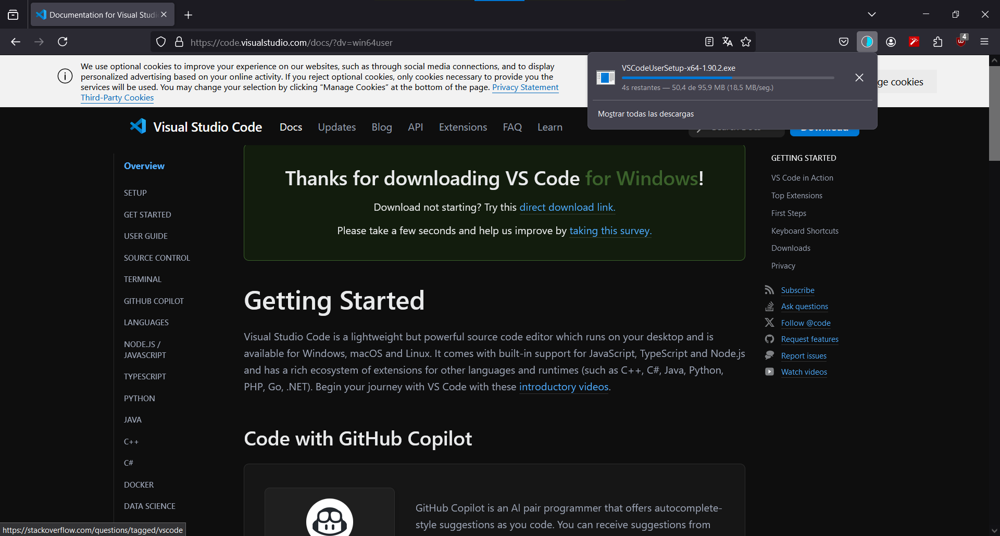 Documentation for Visual Studi
https://code.visualstudio.com/docs/?dv=win64user
4
We use optional cookies to improve your experience on our websites, such as through social media connections, and to display
personalized advertising based on your online activity. If you reject optional cookies, only cookies necessary to provide you the
services will be used. You may change your selection by clicking “Manage Cookies” at the bottom of the page. Privacy Statement
Third-Party Cookies
ge cookies
VSCodeUserSetup-x64-1.90.2.exe
4s restantes — 50,4 de 95,9 MB (18,5 MB/seg.)
Mostrar todas las descargas
Visual Studio Code
Docs
Updates
Blog
API
Extensions
FAQ
Learn
Search Docs
Download
Overview
SETUP
GET STARTED
USER GUIDE
SOURCE CONTROL
TERMINAL
GITHUB COPILOT
LANGUAGES
NODE.JS /
JAVASCRIPT
TYPESCRIPT
PYTHON
JAVA
C++
C#
DOCKER
DATA SCIENCE
Thanks for downloading VS Code for Windows!
Download not starting? Try this direct download link.
Please take a few seconds and help us improve by taking this survey.
Getting Started
Visual Studio Code is a lightweight but powerful source code editor which runs on your desktop and is
available for Windows, macOS and Linux. It comes with built-in support for JavaScript, TypeScript and Node.js
and has a rich ecosystem of extensions for other languages and runtimes (such as C++, C#, Java, Python,
PHP, Go, .NET). Begin your journey with VS Code with these introductory videos.
Code with GitHub Copilot
GitHub Copilot is an AI pair programmer that offers autocomplete-
style suggestions as you code. You can receive suggestions from
GETTING STARTED
VS Code in Action
Top Extensions
First Steps
Keyboard Shortcuts
Downloads
Privacy
Subscribe
Ask questions
Follow @code
Request features
Report issues
Watch videos
https://stackoverflow.com/questions/tagged/vscode